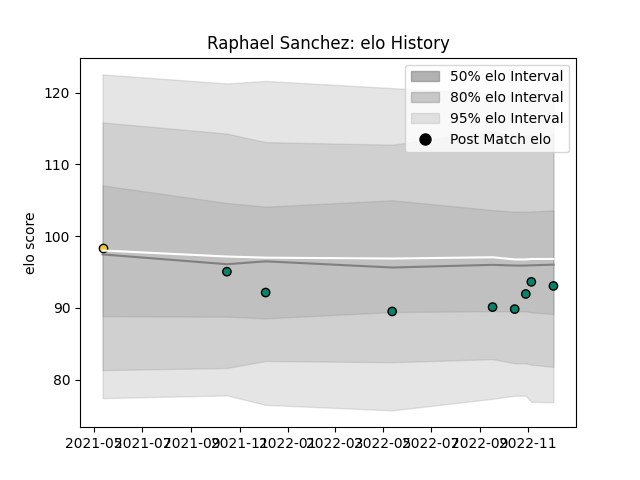 Raphael Sanchez: elo History
50% elo Interval
80% elo Interval
95% elo Interval
Post Match elo
elo score
120
110
100
90
80
2021-05 2021-07 2021-09 2021-11 2022-01 2022-03 2022-05 2022-07 2022-09 2022-11